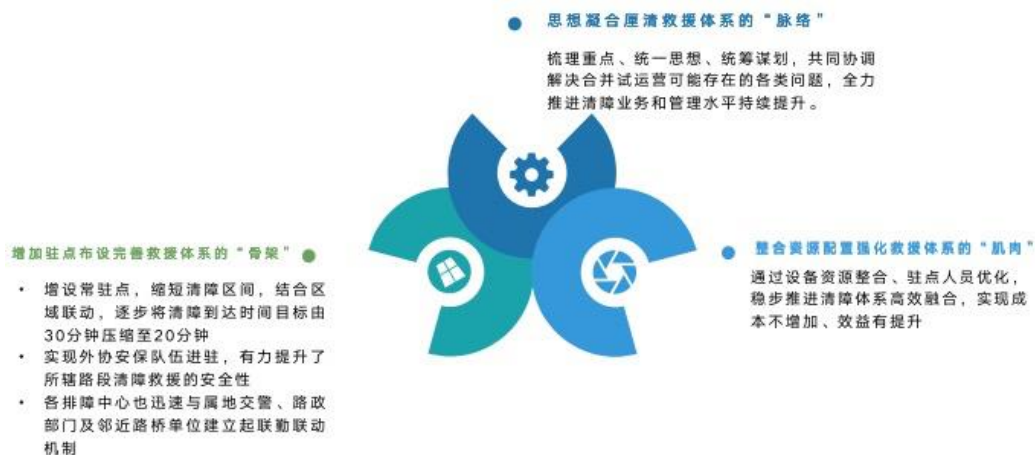 思想凝合厘清救援体系的“脉络”
梳理重点、统一思想、统筹谋划，共同协调
解决合并试运营可能存在的各类问题，全力
推进清障业务和管理水平持续提升。
增加驻点布设完善救援体系的“骨架”
• 增设常驻点，缩短清障区间，结合区
域联动，逐步将清障到达时间目标由
30分钟压缩至20分钟
• 实现外协安保队伍进驻，有力提升了
所辖路段清障救援的安全性
• 各排障中心也迅速与属地交警、路政
部门及邻近路桥单位建立起联勤联动
机制
整合资源配置强化救援体系的“肌肉”
通过设备资源整合、驻点人员优化，
稳步推进清障体系高效融合，实现成
本不增加、效益有提升